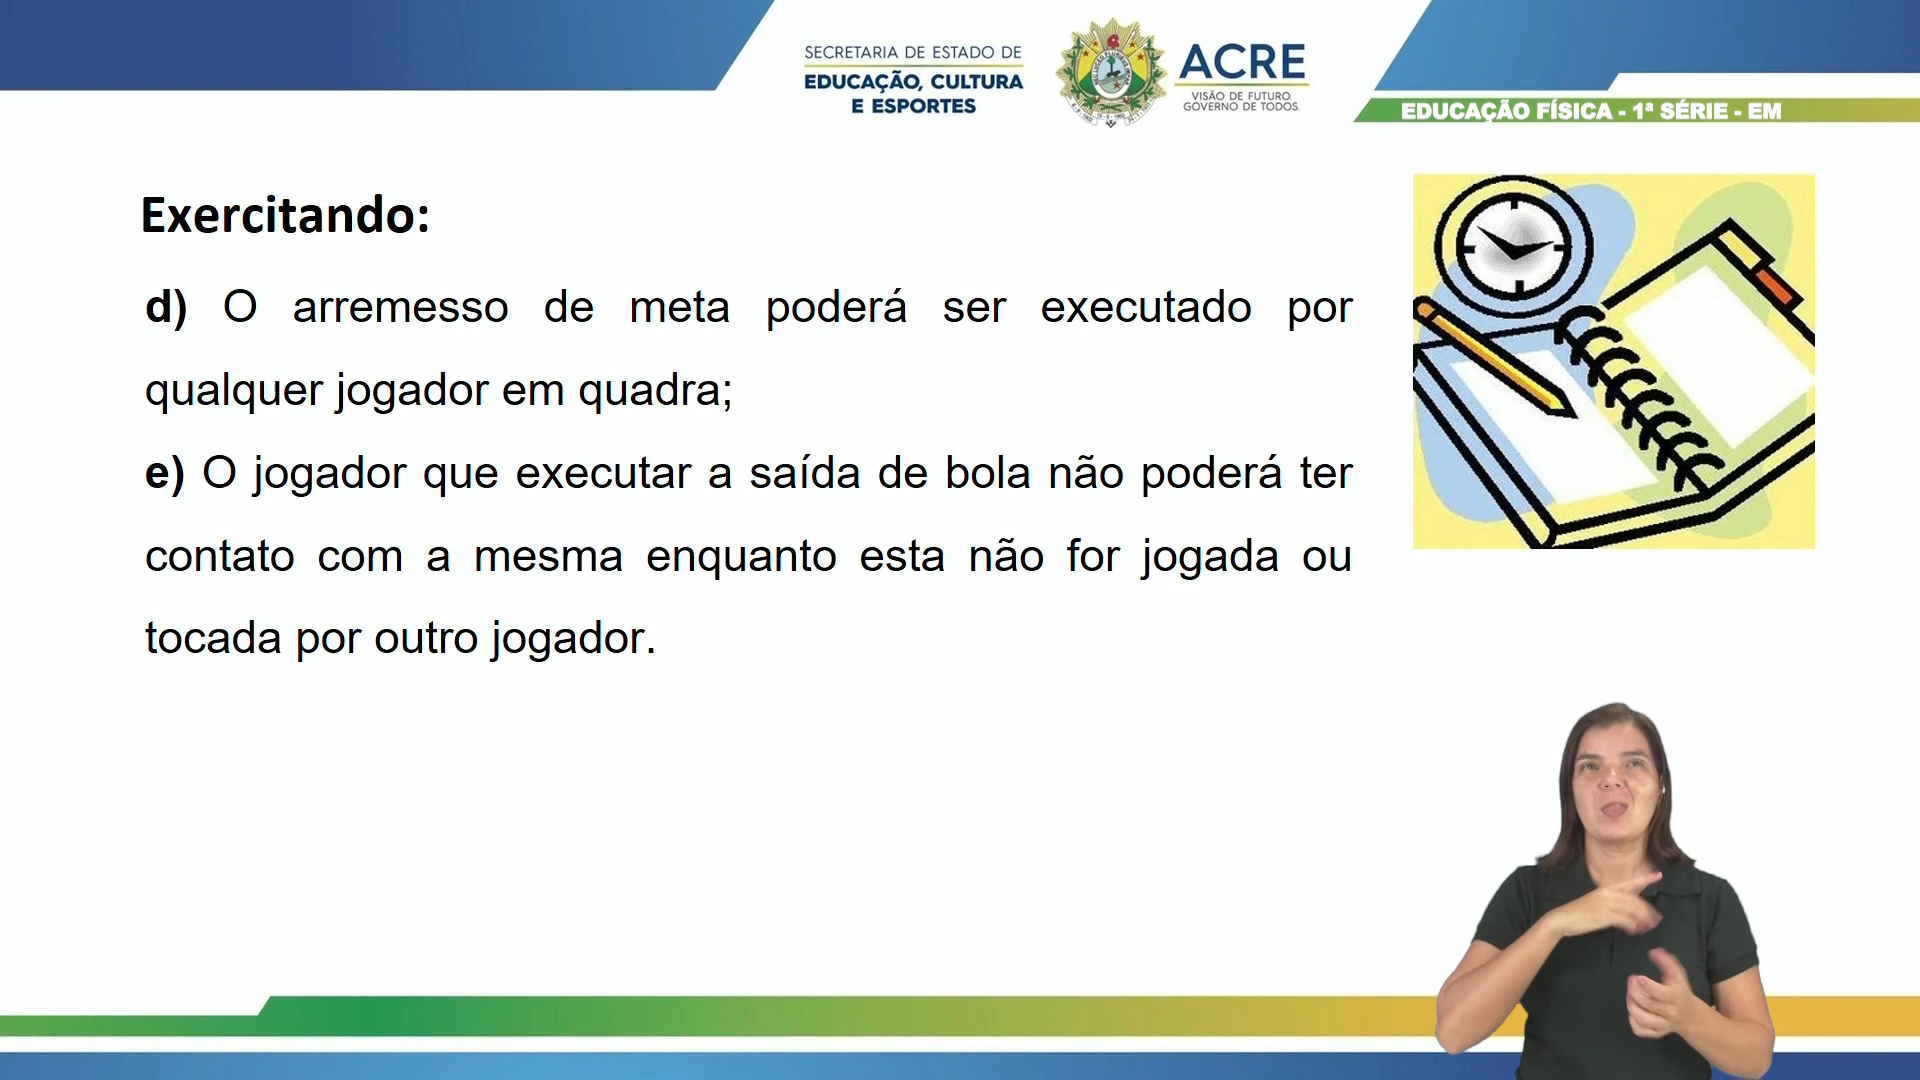 SECRETARIA DE ESTADO DE
EDUCAÇÃO, CULTURA
E ESPORTES
ACRE
VISÃO DE FUTURO.
GOVERNO DE TODOS.
EDUCAÇÃO FÍSICA - 1ª SÉRIE - EM
Exercitando:
d) O arremesso de meta poderá ser executado por
qualquer jogador em quadra;
e) O jogador que executar a saída de bola não poderá ter
contato com a mesma enquanto esta não for jogada ou
tocada por outro jogador.